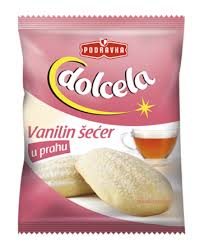 PODRAVKA
dolcela
Vanilin šećer
u prahu